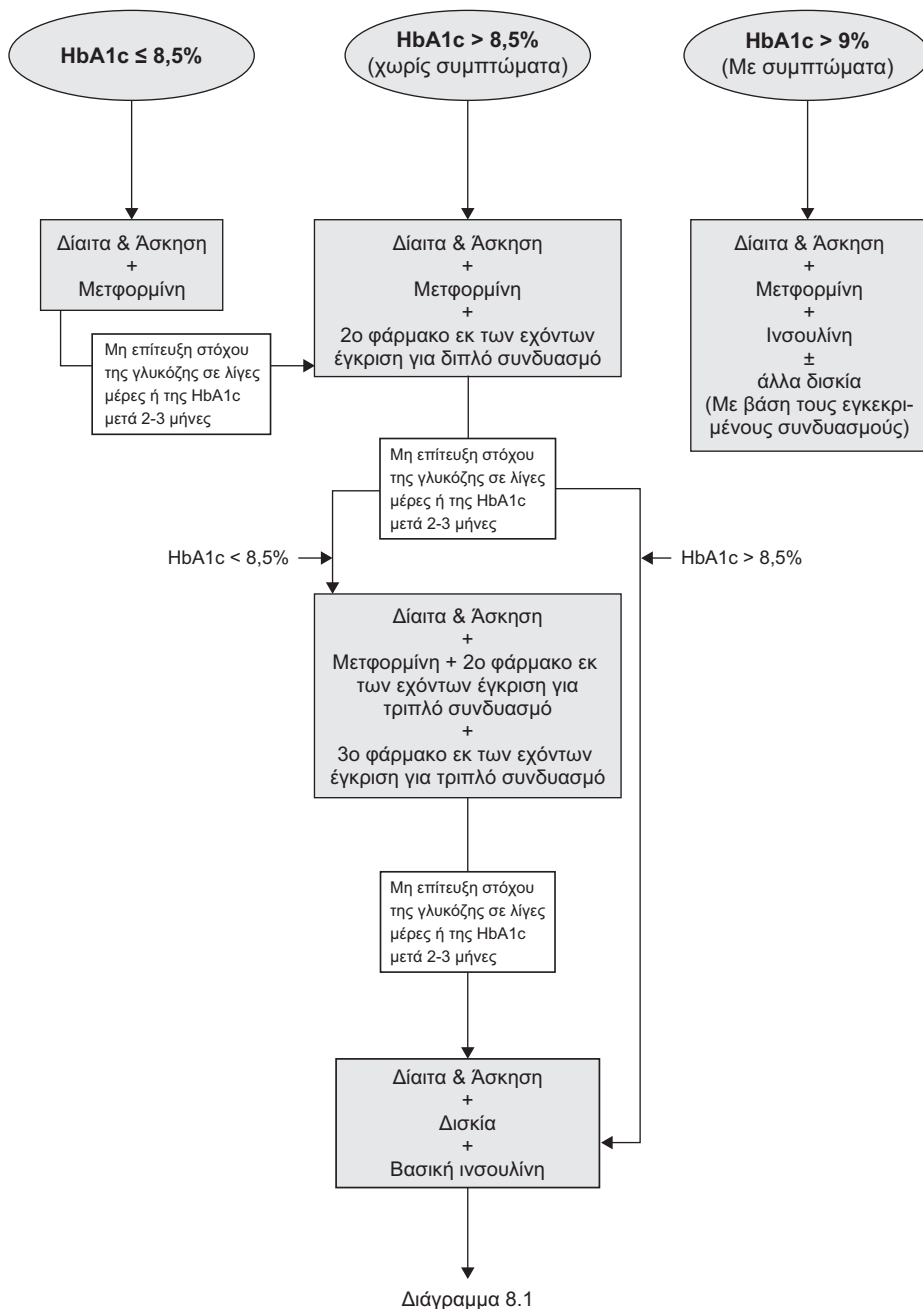 HbA1c ≤ 8,5%
HbA1c > 8,5%
(χωρίς συμπτώματα)
HbA1c > 9%
(Με συμπτώματα)
Δίαιτα & Άσκηση
+
Μετφορμίνη
Δίαιτα & Άσκηση
+
Μετφορμίνη
+
2ο φάρμακο εκ των εχόντων
έγκριση για διπλό συνδυασμό
Δίαιτα & Άσκηση
+
Μετφορμίνη
+
Ινσουλίνη
±
άλλα δισκία
(Με βάση τους εγκεκρι-
μένους συνδυασμούς)
Μη επίτευξη στόχου
της γλυκόζης σε λίγες
μέρες ή της HbA1c
μετά 2-3 μήνες
Μη επίτευξη στόχου
της γλυκόζης σε λίγες
μέρες ή της HbA1c
μετά 2-3 μήνες
HbA1c < 8,5%
HbA1c > 8,5%
Δίαιτα & Άσκηση
+
Μετφορμίνη + 2ο φάρμακο εκ
των εχόντων έγκριση για
τριπλό συνδυασμό
+
3ο φάρμακο εκ των εχόντων
έγκριση για τριπλό συνδυασμό
Μη επίτευξη στόχου
της γλυκόζης σε λίγες
μέρες ή της HbA1c
μετά 2-3 μήνες
Δίαιτα & Άσκηση
+
Δισκία
+
Βασική ινσουλίνη
Διάγραμμα 8.1